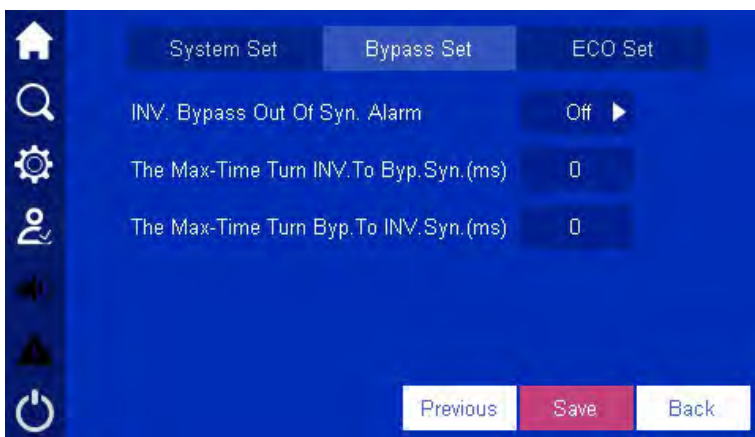 System Set Bypass Set ECO Set
INV. Bypass Out Of Syn. Alarm Off
The Max-Time Turn INV.To Byp.Syn.(ms) 0
The Max-Time Turn Byp.To INV.Syn.(ms) 0
Previous Save Back